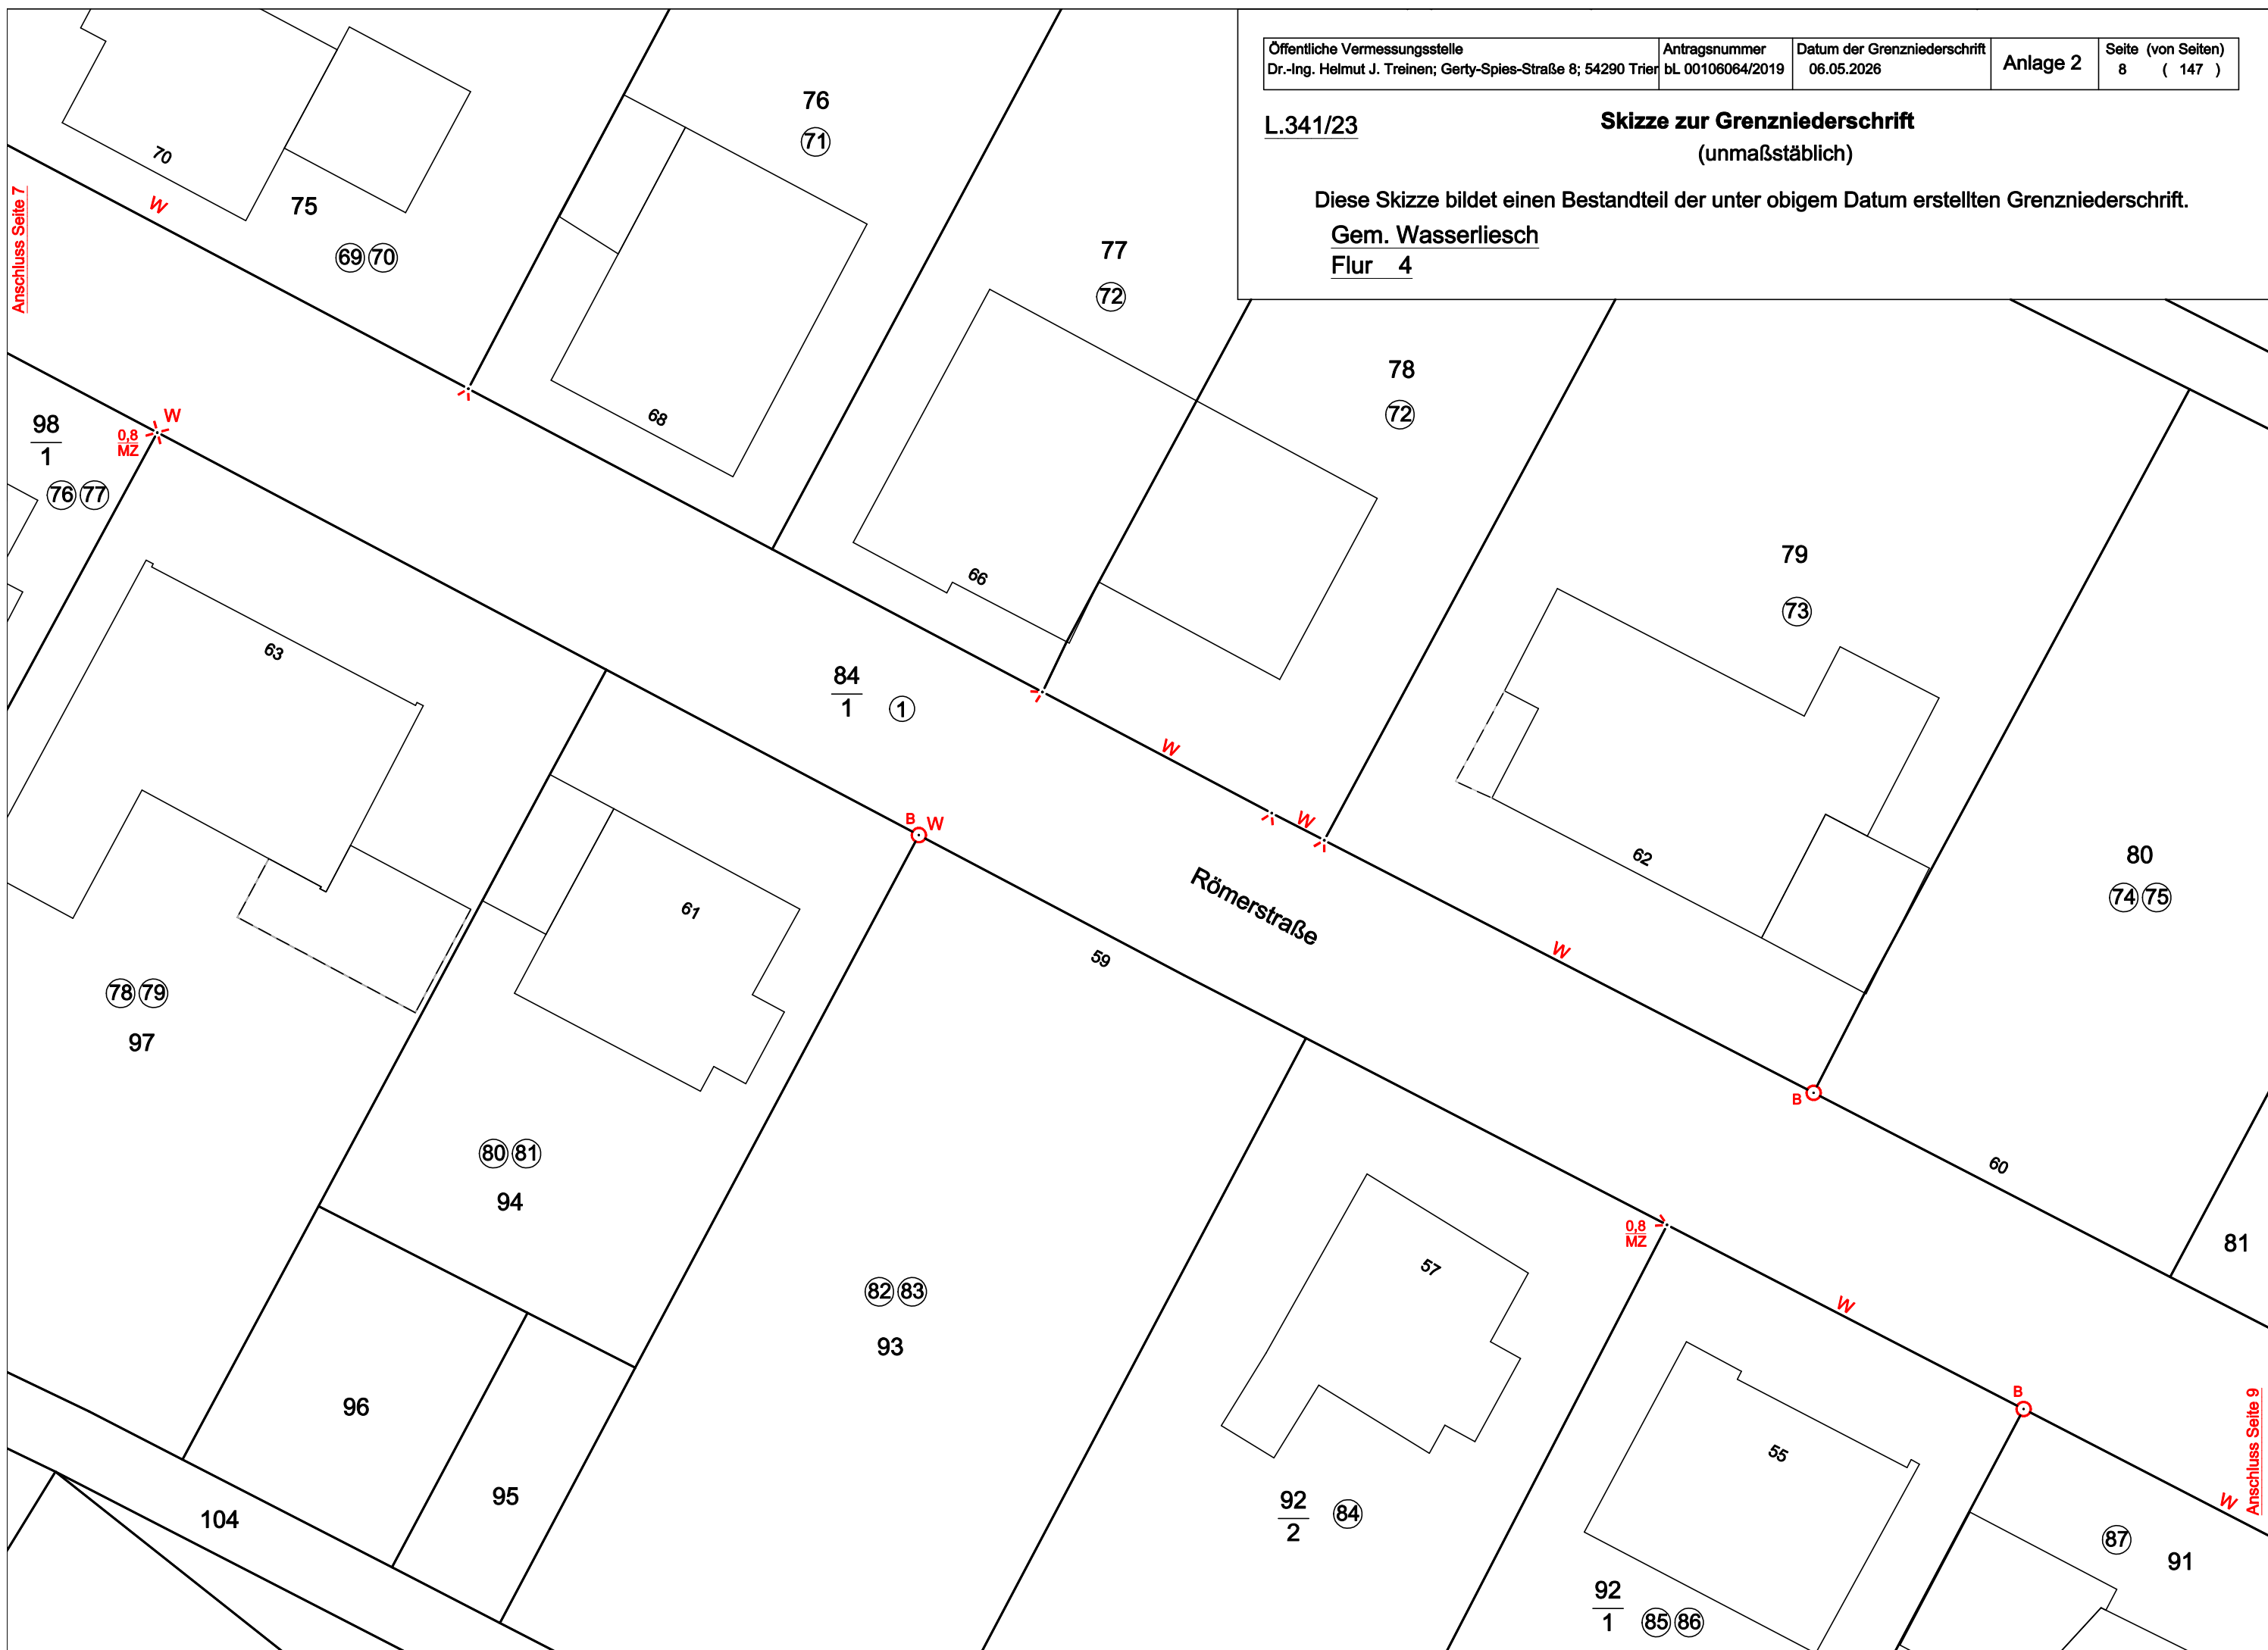 Öffentliche Vermessungsstelle
Dr.-Ing. Helmut J. Treinen; Gerty-Spies-Straße 8; 54290 Trier
Antragsnummer
bL 00106064/2019
Datum der Grenzniederschrift
06.05.2026
Anlage 2
Seite (von Seiten)
8 ( 147 )
L.341/23
Skizze zur Grenzniederschrift
(unmaßstäblich)
Diese Skizze bildet einen Bestandteil der unter obigem Datum erstellten Grenzniederschrift.
Gem. Wasserliesch
Flur 4
76
71
70
W
75
69 70
Anschluss Seite 7
77
72
78
72
68
98
1
76 77
W
0,8
MZ
66
79
73
63
84
1
1
W
W
B W
62
80
74 75
Römerstraße
61
59
W
78 79
97
B
80 81
94
60
0,8
MZ
81
57
82 83
93
W
96
B
Anschluss Seite 9
55
95
104
92
2
84
W
87
91
92
1
85 86